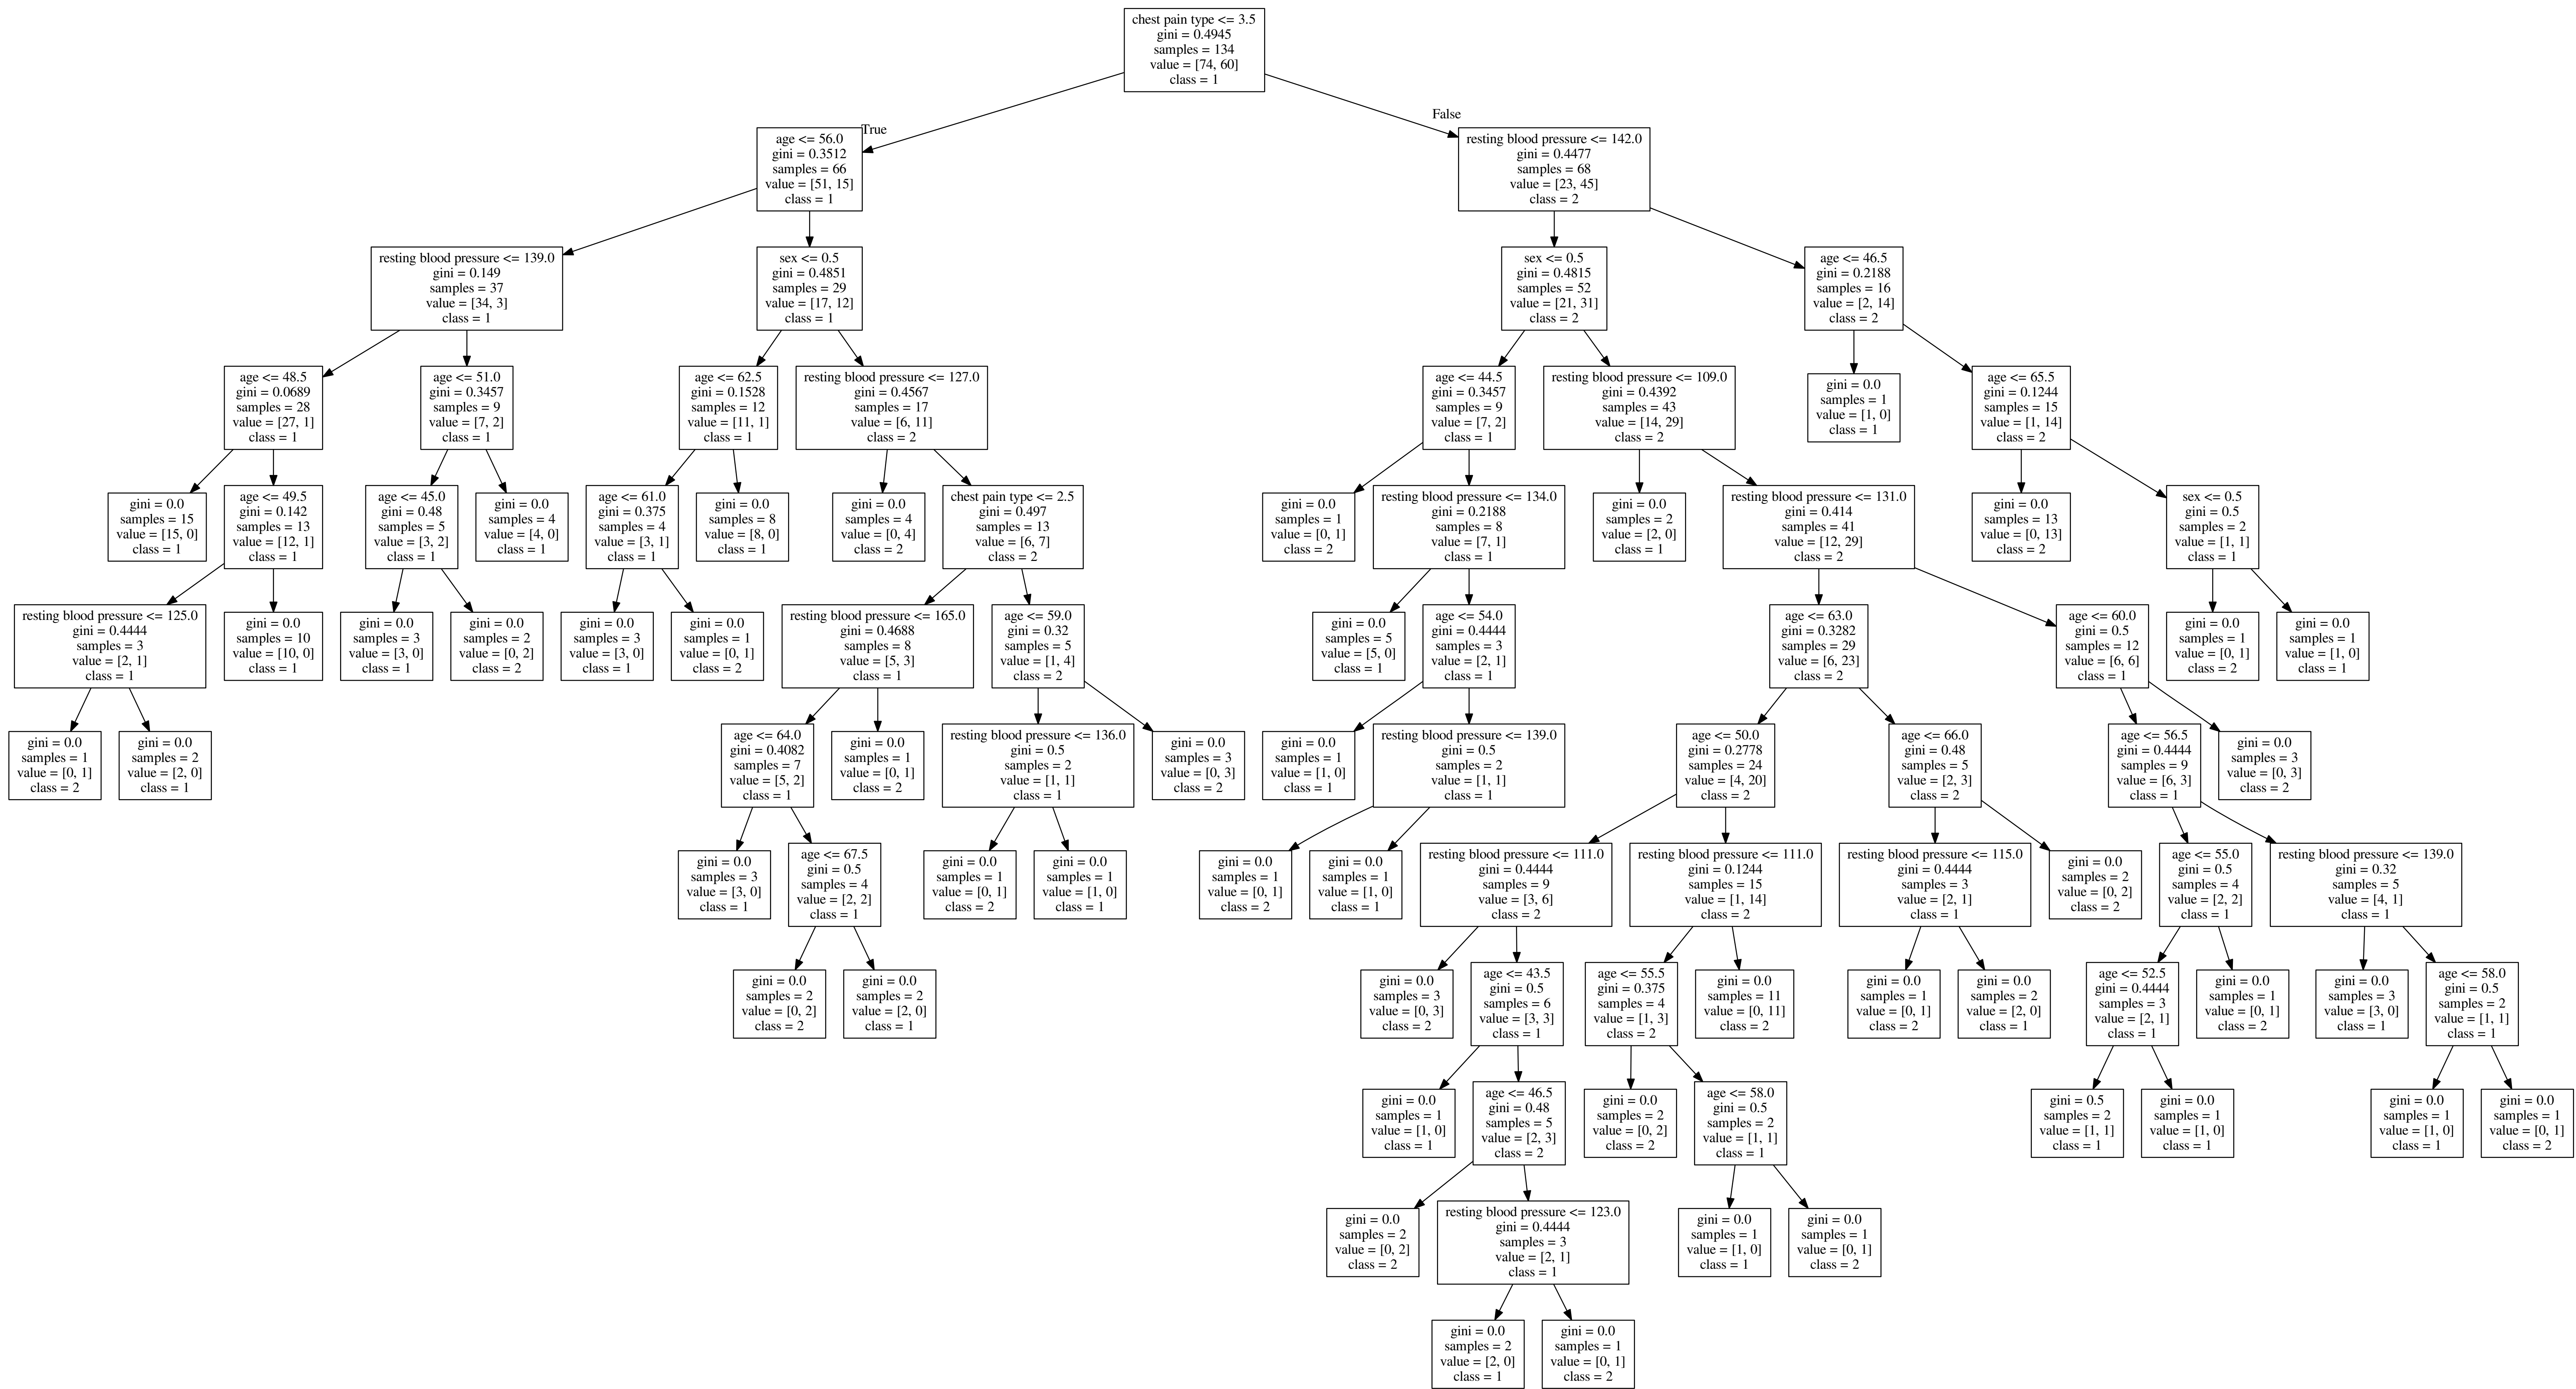 chest pain type <= 3.5
gini = 0.4945
samples = 134
value = [74, 60]
class = 1
True
False
age <= 56.0
gini = 0.3512
samples = 66
value = [51, 15]
class = 1
resting blood pressure <= 142.0
gini = 0.4477
samples = 68
value = [23, 45]
class = 2
resting blood pressure <= 139.0
gini = 0.149
samples = 37
value = [34, 3]
class = 1
sex <= 0.5
gini = 0.4851
samples = 29
value = [17, 12]
class = 1
sex <= 0.5
gini = 0.4815
samples = 52
value = [21, 31]
class = 2
age <= 46.5
gini = 0.2188
samples = 16
value = [2, 14]
class = 2
age <= 48.5
gini = 0.0689
samples = 28
value = [27, 1]
class = 1
age <= 51.0
gini = 0.3457
samples = 9
value = [7, 2]
class = 1
age <= 62.5
gini = 0.1528
samples = 12
value = [11, 1]
class = 1
resting blood pressure <= 127.0
gini = 0.4567
samples = 17
value = [6, 11]
class = 2
age <= 44.5
gini = 0.3457
samples = 9
value = [7, 2]
class = 1
resting blood pressure <= 109.0
gini = 0.4392
samples = 43
value = [14, 29]
class = 2
gini = 0.0
samples = 1
value = [1, 0]
class = 1
age <= 65.5
gini = 0.1244
samples = 15
value = [1, 14]
class = 2
gini = 0.0
samples = 15
value = [15, 0]
class = 1
age <= 49.5
gini = 0.142
samples = 13
value = [12, 1]
class = 1
age <= 45.0
gini = 0.48
samples = 5
value = [3, 2]
class = 1
gini = 0.0
samples = 4
value = [4, 0]
class = 1
age <= 61.0
gini = 0.375
samples = 4
value = [3, 1]
class = 1
gini = 0.0
samples = 8
value = [8, 0]
class = 1
gini = 0.0
samples = 4
value = [0, 4]
class = 2
chest pain type <= 2.5
gini = 0.497
samples = 13
value = [6, 7]
class = 2
gini = 0.0
samples = 1
value = [0, 1]
class = 2
resting blood pressure <= 134.0
gini = 0.2188
samples = 8
value = [7, 1]
class = 1
gini = 0.0
samples = 2
value = [2, 0]
class = 1
resting blood pressure <= 131.0
gini = 0.414
samples = 41
value = [12, 29]
class = 2
gini = 0.0
samples = 13
value = [0, 13]
class = 2
sex <= 0.5
gini = 0.5
samples = 2
value = [1, 1]
class = 1
resting blood pressure <= 125.0
gini = 0.4444
samples = 3
value = [2, 1]
class = 1
gini = 0.0
samples = 10
value = [10, 0]
class = 1
gini = 0.0
samples = 3
value = [3, 0]
class = 1
gini = 0.0
samples = 2
value = [0, 2]
class = 2
gini = 0.0
samples = 3
value = [3, 0]
class = 1
gini = 0.0
samples = 1
value = [0, 1]
class = 2
resting blood pressure <= 165.0
gini = 0.4688
samples = 8
value = [5, 3]
class = 1
age <= 59.0
gini = 0.32
samples = 5
value = [1, 4]
class = 2
gini = 0.0
samples = 5
value = [5, 0]
class = 1
age <= 54.0
gini = 0.4444
samples = 3
value = [2, 1]
class = 1
age <= 63.0
gini = 0.3282
samples = 29
value = [6, 23]
class = 2
age <= 60.0
gini = 0.5
samples = 12
value = [6, 6]
class = 1
gini = 0.0
samples = 1
value = [0, 1]
class = 2
gini = 0.0
samples = 1
value = [1, 0]
class = 1
gini = 0.0
samples = 1
value = [0, 1]
class = 2
gini = 0.0
samples = 2
value = [2, 0]
class = 1
age <= 64.0
gini = 0.4082
samples = 7
value = [5, 2]
class = 1
gini = 0.0
samples = 1
value = [0, 1]
class = 2
resting blood pressure <= 136.0
gini = 0.5
samples = 2
value = [1, 1]
class = 1
gini = 0.0
samples = 3
value = [0, 3]
class = 2
gini = 0.0
samples = 1
value = [1, 0]
class = 1
resting blood pressure <= 139.0
gini = 0.5
samples = 2
value = [1, 1]
class = 1
age <= 50.0
gini = 0.2778
samples = 24
value = [4, 20]
class = 2
age <= 66.0
gini = 0.48
samples = 5
value = [2, 3]
class = 2
age <= 56.5
gini = 0.4444
samples = 9
value = [6, 3]
class = 1
gini = 0.0
samples = 3
value = [0, 3]
class = 2
gini = 0.0
samples = 3
value = [3, 0]
class = 1
age <= 67.5
gini = 0.5
samples = 4
value = [2, 2]
class = 1
gini = 0.0
samples = 1
value = [0, 1]
class = 2
gini = 0.0
samples = 1
value = [1, 0]
class = 1
gini = 0.0
samples = 1
value = [0, 1]
class = 2
gini = 0.0
samples = 1
value = [1, 0]
class = 1
resting blood pressure <= 111.0
gini = 0.4444
samples = 9
value = [3, 6]
class = 2
resting blood pressure <= 111.0
gini = 0.1244
samples = 15
value = [1, 14]
class = 2
resting blood pressure <= 115.0
gini = 0.4444
samples = 3
value = [2, 1]
class = 1
gini = 0.0
samples = 2
value = [0, 2]
class = 2
age <= 55.0
gini = 0.5
samples = 4
value = [2, 2]
class = 1
resting blood pressure <= 139.0
gini = 0.32
samples = 5
value = [4, 1]
class = 1
gini = 0.0
samples = 2
value = [0, 2]
class = 2
gini = 0.0
samples = 2
value = [2, 0]
class = 1
gini = 0.0
samples = 3
value = [0, 3]
class = 2
age <= 43.5
gini = 0.5
samples = 6
value = [3, 3]
class = 1
age <= 55.5
gini = 0.375
samples = 4
value = [1, 3]
class = 2
gini = 0.0
samples = 11
value = [0, 11]
class = 2
gini = 0.0
samples = 1
value = [0, 1]
class = 2
gini = 0.0
samples = 2
value = [2, 0]
class = 1
age <= 52.5
gini = 0.4444
samples = 3
value = [2, 1]
class = 1
gini = 0.0
samples = 1
value = [0, 1]
class = 2
gini = 0.0
samples = 3
value = [3, 0]
class = 1
age <= 58.0
gini = 0.5
samples = 2
value = [1, 1]
class = 1
gini = 0.0
samples = 1
value = [1, 0]
class = 1
age <= 46.5
gini = 0.48
samples = 5
value = [2, 3]
class = 2
gini = 0.0
samples = 2
value = [0, 2]
class = 2
age <= 58.0
gini = 0.5
samples = 2
value = [1, 1]
class = 1
gini = 0.5
samples = 2
value = [1, 1]
class = 1
gini = 0.0
samples = 1
value = [1, 0]
class = 1
gini = 0.0
samples = 1
value = [1, 0]
class = 1
gini = 0.0
samples = 1
value = [0, 1]
class = 2
gini = 0.0
samples = 2
value = [0, 2]
class = 2
resting blood pressure <= 123.0
gini = 0.4444
samples = 3
value = [2, 1]
class = 1
gini = 0.0
samples = 1
value = [1, 0]
class = 1
gini = 0.0
samples = 1
value = [0, 1]
class = 2
gini = 0.0
samples = 2
value = [2, 0]
class = 1
gini = 0.0
samples = 1
value = [0, 1]
class = 2